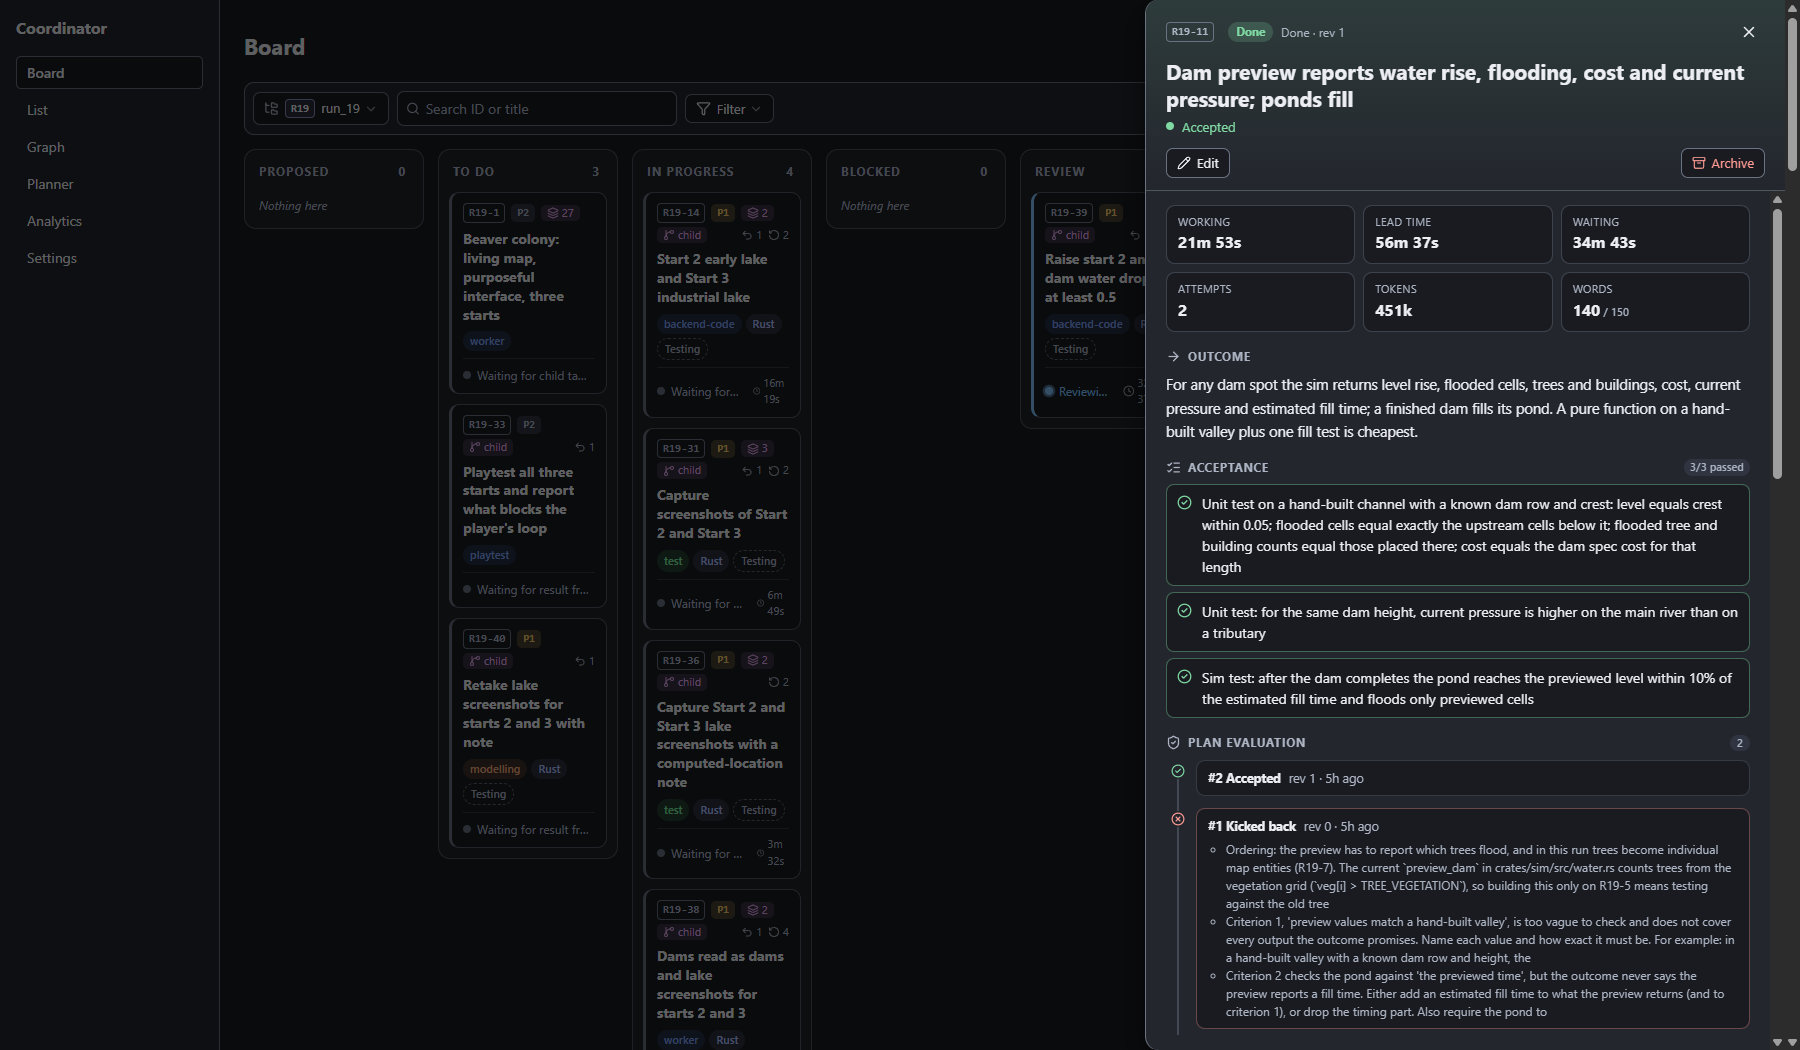 Coordinator
Board
List
Graph
Planner
Analytics
Settings
Board
R19 run_19
Search ID or title
Filter
PROPOSED 0
Nothing here
TO DO 3
R19-1 P2 27
Beaver colony:
living map,
purposeful
interface, three
starts
worker
Waiting for child ta...
R19-33 P2
child 1
Playtest all three
starts and report
what blocks the
player's loop
playtest
Waiting for result fr...
R19-40 P1
child 1
Retake lake
screenshots for
starts 2 and 3 with
note
modelling Rust
Testing
Waiting for result fr...
IN PROGRESS 4
R19-14 P1 2
child 1 2
Start 2 early lake
and Start 3
industrial lake
backend-code Rust
Testing
Waiting for... 16m
19s
R19-31 P1 3
child 1 2
Capture
screenshots of Start
2 and Start 3
test Rust Testing
Waiting for ... 6m
49s
R19-36 P1 2
child 2
Capture Start 2 and
Start 3 lake
screenshots with a
computed-location
note
test Rust Testing
Waiting for ... 3m
32s
R19-38 P1 2
child 1 4
Dams read as dams
and lake
screenshots for
starts 2 and 3
worker Rust
BLOCKED 0
Nothing here
REVIEW
R19-39 P1
child
Raise start 2 an
dam water drop
at least 0.5
backend-code
Testing
Reviewi...
R19-11 Done Done · rev 1
Dam preview reports water rise, flooding, cost and current
pressure; ponds fill
Accepted
Edit
Archive
WORKING
21m 53s
LEAD TIME
56m 37s
WAITING
34m 43s
ATTEMPTS
2
TOKENS
451k
WORDS
140 / 150
OUTCOME
For any dam spot the sim returns level rise, flooded cells, trees and buildings, cost, current
pressure and estimated fill time; a finished dam fills its pond. A pure function on a hand-
built valley plus one fill test is cheapest.
ACCEPTANCE 3/3 passed
Unit test on a hand-built channel with a known dam row and crest: level equals crest
within 0.05; flooded cells equal exactly the upstream cells below it; flooded tree and
building counts equal those placed there; cost equals the dam spec cost for that
length
Unit test: for the same dam height, current pressure is higher on the main river than on
a tributary
Sim test: after the dam completes the pond reaches the previewed level within 10% of
the estimated fill time and floods only previewed cells
PLAN EVALUATION 2
#2 Accepted rev 1 · 5h ago
#1 Kicked back rev 0 · 5h ago
Ordering: the preview has to report which trees flood, and in this run trees become individual
map entities (R19-7). The current `preview_dam` in crates/sim/src/water.rs counts trees from the
vegetation grid (`veg[i] > TREE_VEGETATION`), so building this only on R19-5 means testing
against the old tree
Criterion 1, 'preview values match a hand-built valley', is too vague to check and does not cover
every output the outcome promises. Name each value and how exact it must be. For example: in
a hand-built valley with a known dam row and height, the
Criterion 2 checks the pond against 'the previewed time', but the outcome never says the
preview reports a fill time. Either add an estimated fill time to what the preview returns (and to
criterion 1), or drop the timing part. Also require the pond to